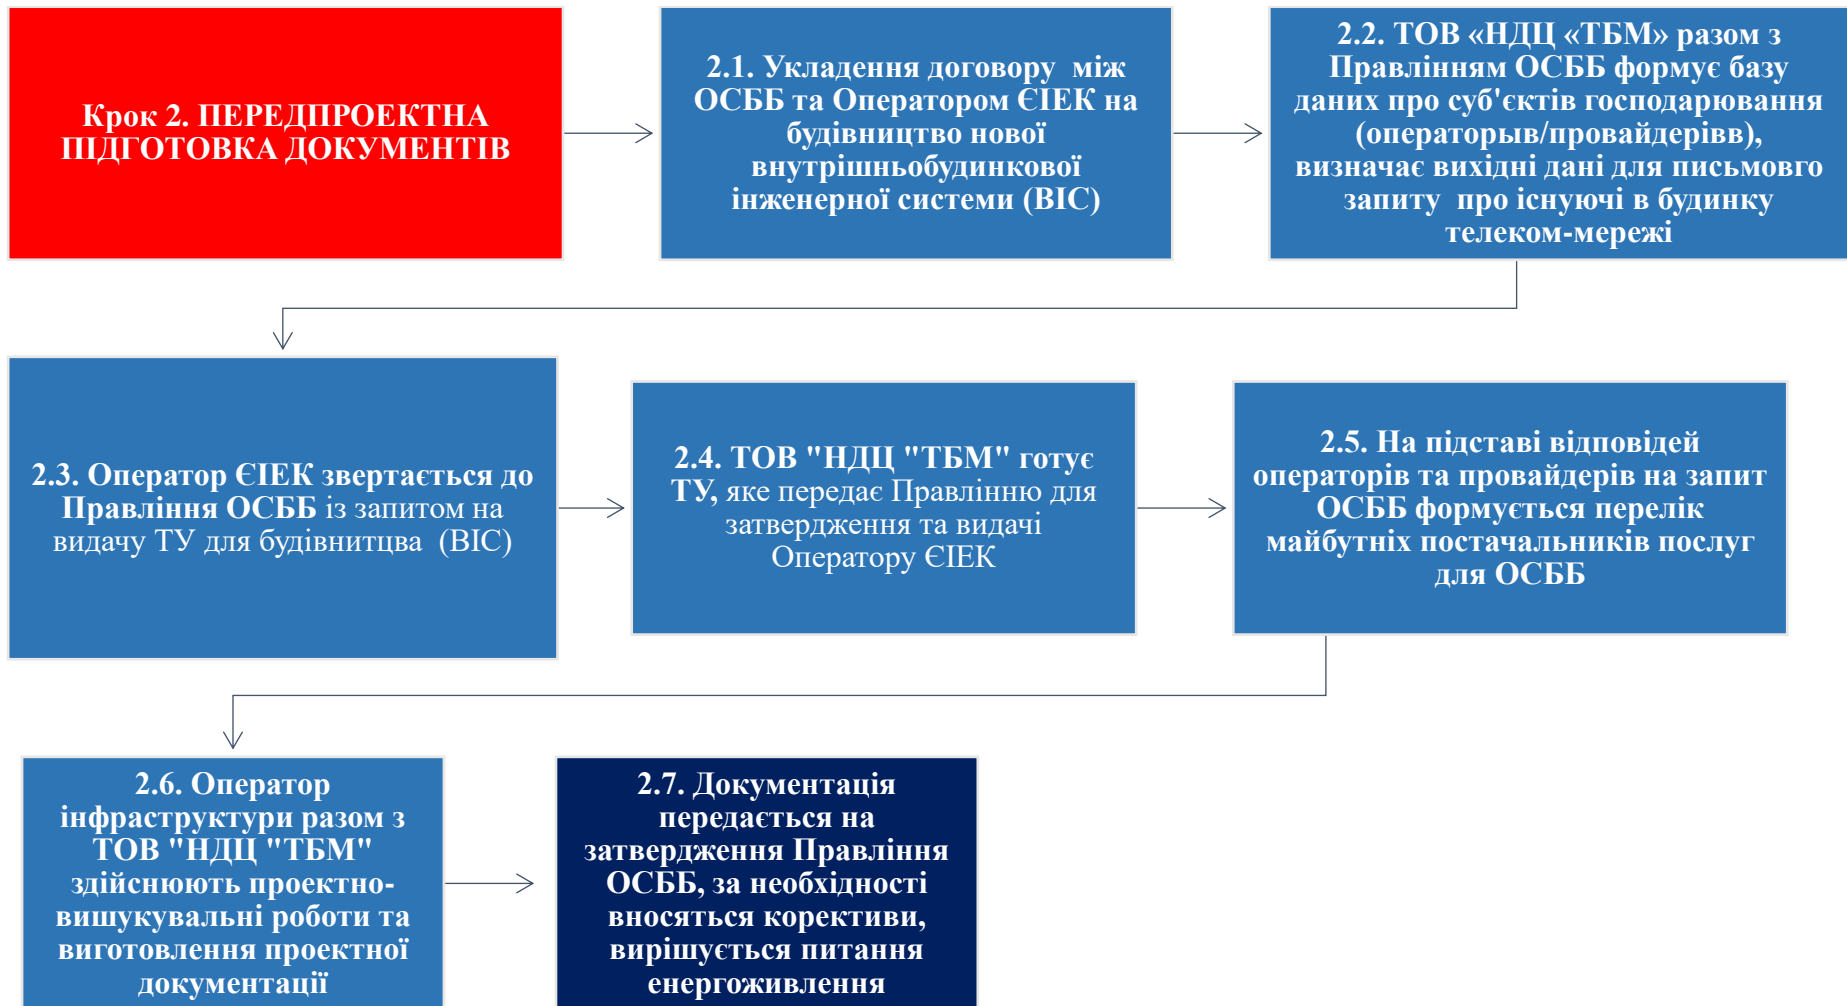 Крок 2. ПЕРЕДПРОЕКТНА
ПІДГОТОВКА ДОКУМЕНТІВ
2.1. Укладення договору між
ОСББ та Оператором ЄІЕК на
будівництво нової
внутрішньобудинкової
інженерної системи (ВІС)
2.2. ТОВ «НДЦ «ТБМ» разом з
Правлінням ОСББ формує базу
даних про суб'єктів господарювання
(операторыв/провайдерівв),
визначає вихідні дані для письмовго
запиту про існуючі в будинку
телеком-мережі
2.3. Оператор ЄІЕК звертається до
Правління ОСББ із запитом на
видачу ТУ для будівнитцва (ВІС)
2.4. ТОВ "НДЦ "ТБМ" готує
ТУ, яке передає Правлінню для
затвердження та видачі
Оператору ЄІЕК
2.5. На підставі відповідей
операторів та провайдерів на запит
ОСББ формується перелік
майбутніх постачальників послуг
для ОСББ
2.6. Оператор
інфраструктури разом з
ТОВ "НДЦ "ТБМ"
здійснюють проектно-
вишукувальні роботи та
виготовлення проектної
документації
2.7. Документація
передається на
затвердження Правління
ОСББ, за необхідності
вносяться корективи,
вирішується питання
енергоживлення